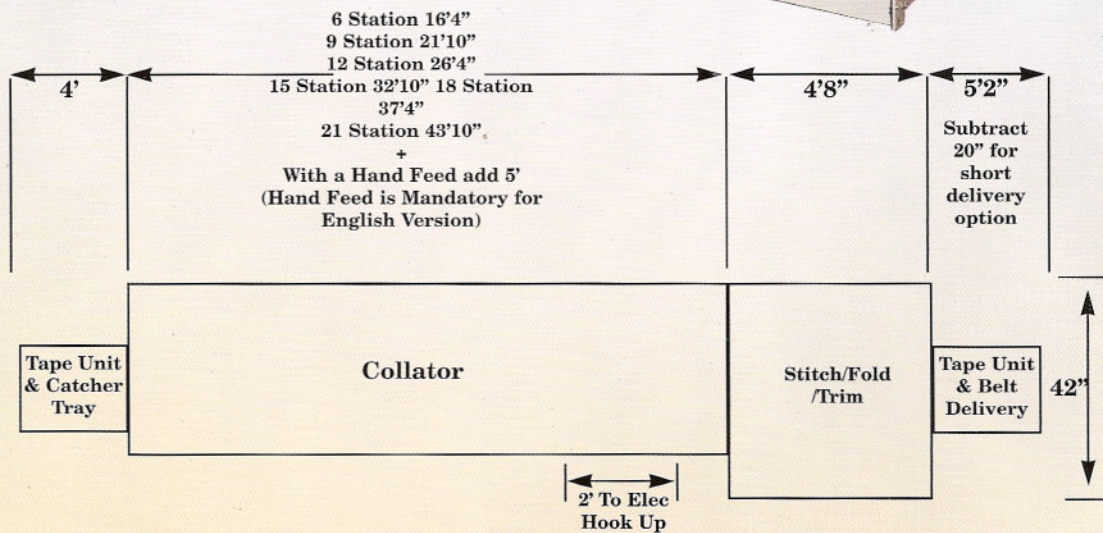 6 Station 16'4”
9 Station 21'10”
12 Station 26'4”
15 Station 32'10” 18 Station
37'4”
21 Station 43'10”
+
With a Hand Feed add 5'
(Hand Feed is Mandatory for
English Version)
4'
4'8”
5'2”
Subtract
20” for
short
delivery
option
Tape Unit
& Catcher
Tray
Collator
Stitch/Fold
/Trim
Tape Unit
& Belt
Delivery
42”
2' To Elec
Hook Up